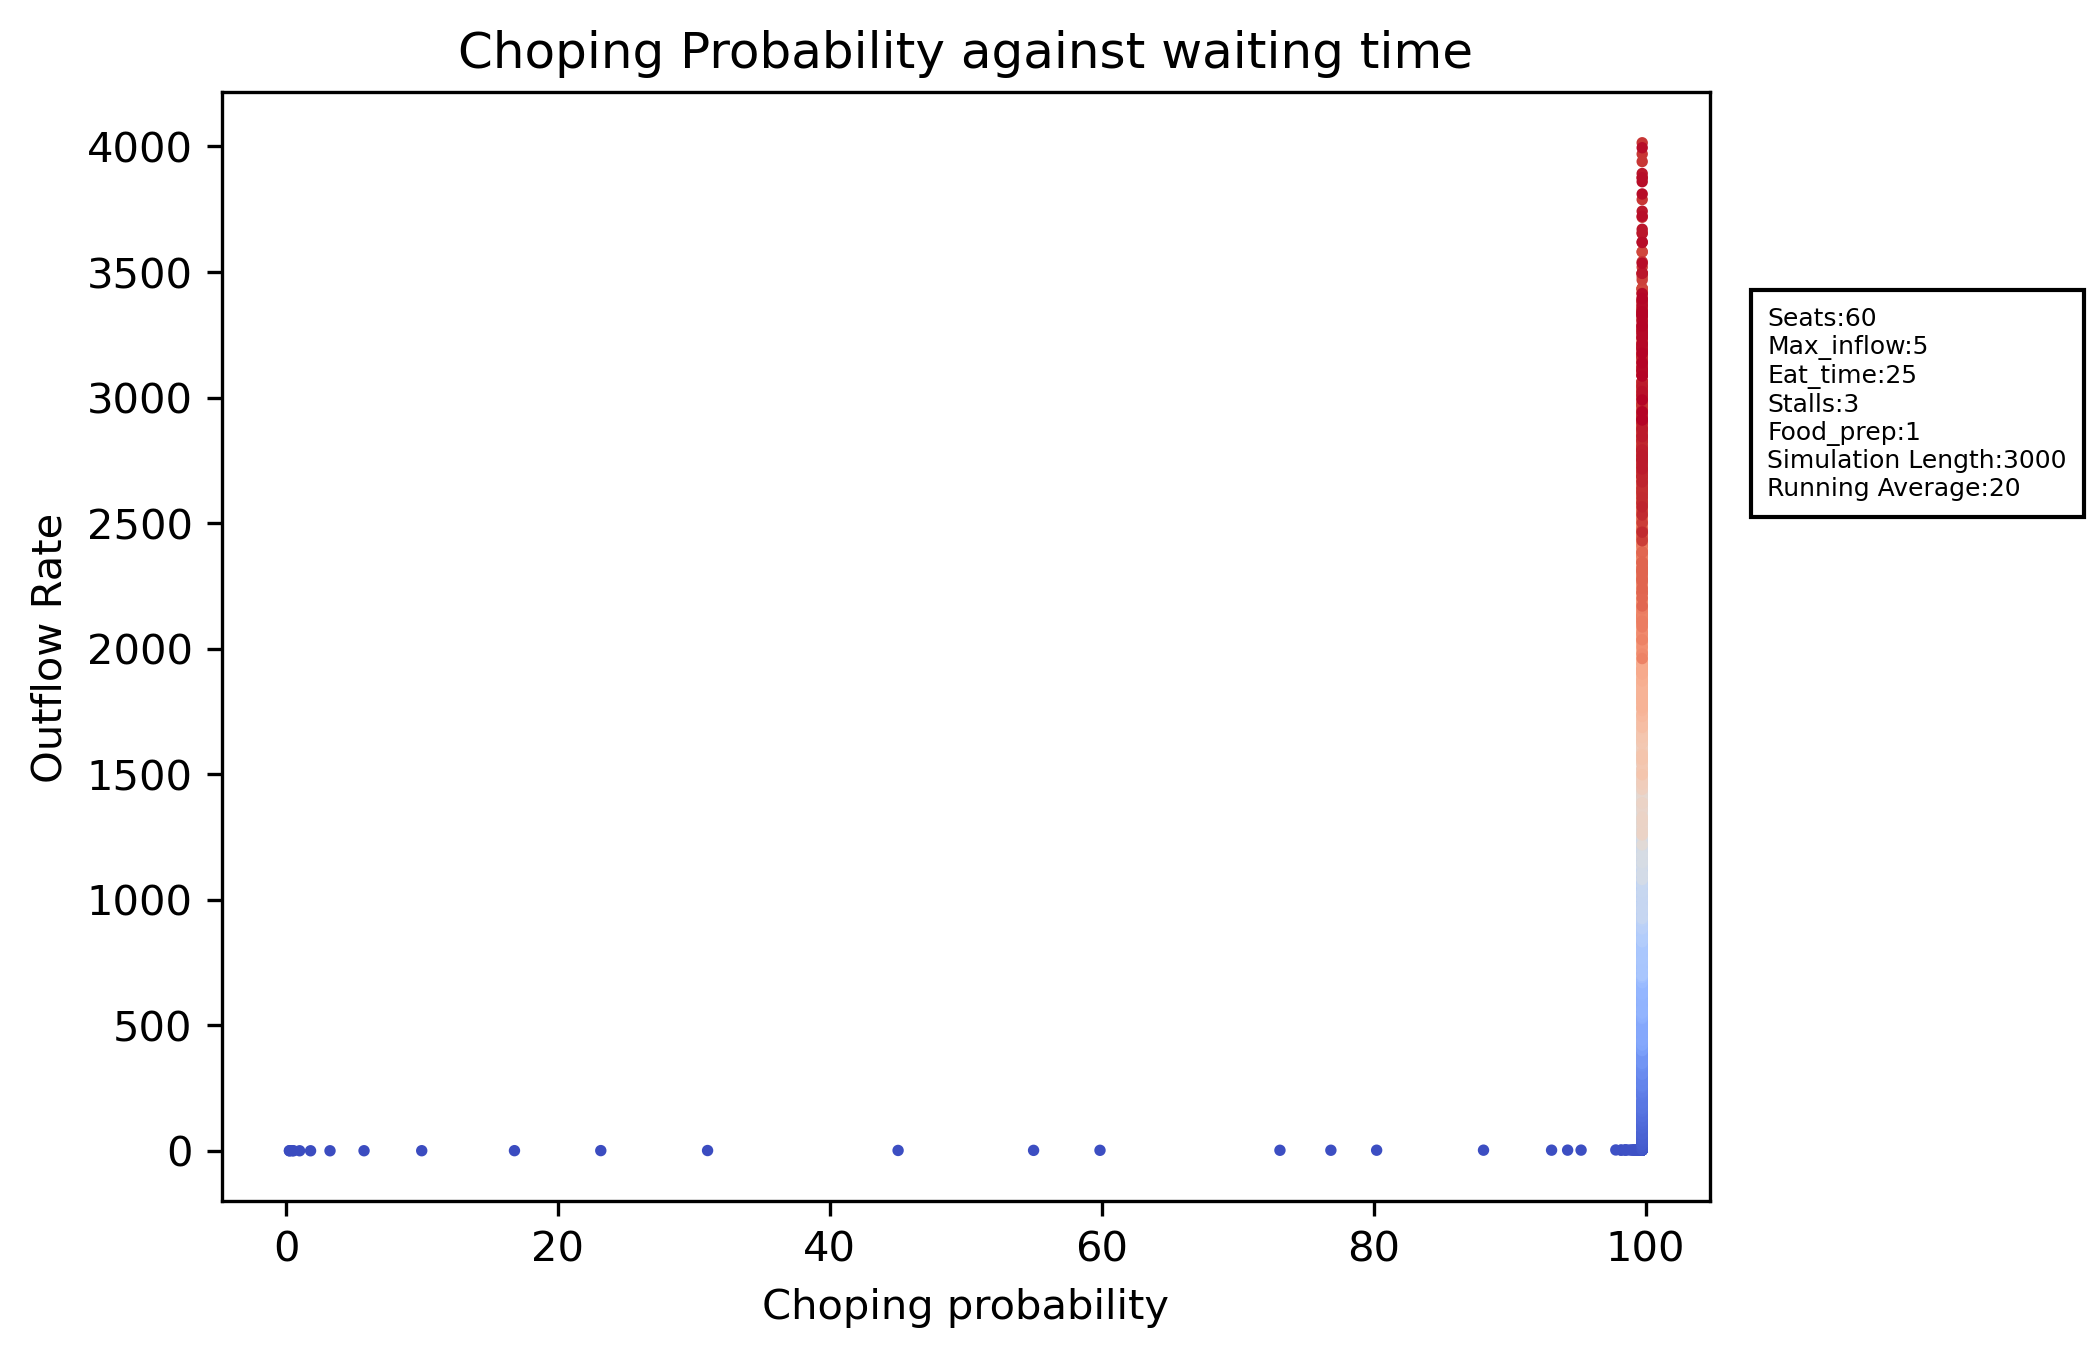 Choping Probability against waiting time
Outflow Rate
4000
3500
3000
2500
2000
1500
1000
500
0
0 20 40 60 80 100
Choping probability
Seats:60
Max_inflow:5
Eat_time:25
Stalls:3
Food_prep:1
Simulation Length:3000
Running Average:20